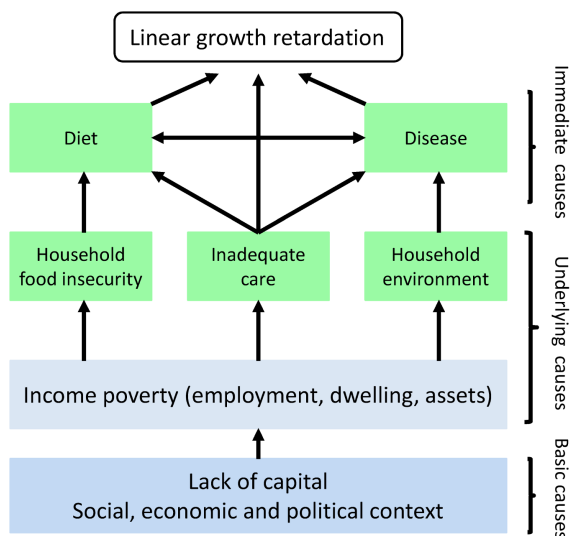 Linear growth retardation
Diet
Disease
Immediate causes
Household
food insecurity
Inadequate
care
Household
environment
Underlying causes
Income poverty (employment, dwelling, assets)
Lack of capital
Social, economic and political context
Basic causes